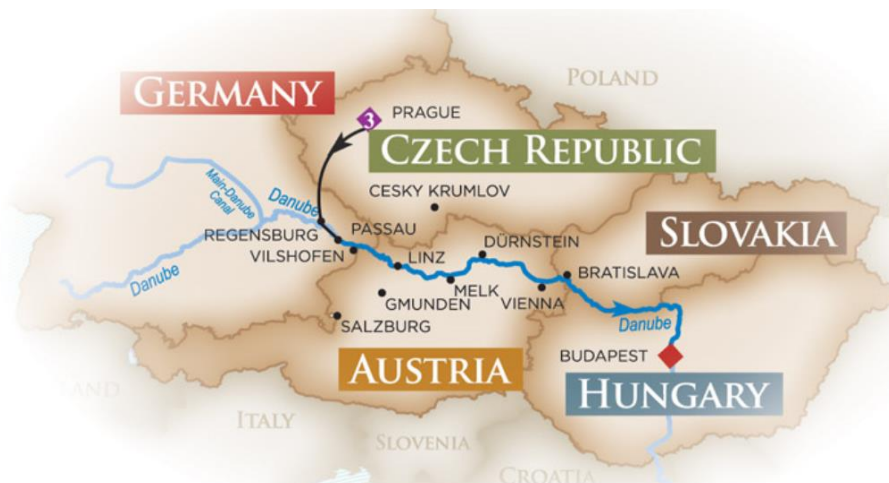 POLAND
GERMANY
PRAGUE
3
CZECH REPUBLIC
Main-Danube
Canal
CESKY KRUMLOV
Danube
SLOVAKIA
REGENSBURG
PASSAU
DÜRNSTEIN
VILSHOFEN
LINZ
BRATISLAVA
Danube
MELK
VIENNA
GMUNDEN
Danube
SALZBURG
BUDAPEST
AUSTRIA
HUNGARY
ITALY
SLOVENIA
CROATIA